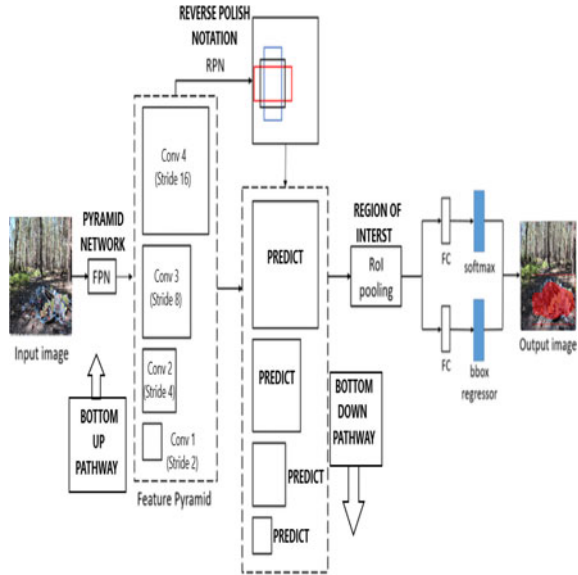 REVERSE POLISH
NOTATION
RPN
Conv 4
(Stride 16)
PYRAMID
NETWORK
FPN
Input image
Conv 3
(Stride 8)
Conv 2
(Stride 4)
Conv 1
(Stride 2)
Feature Pyramid
BOTTOM
UP
PATHWAY
PREDICT
PREDICT
PREDICT
PREDICT
REGION OF
INTERST
RoI
pooling
BOTTOM
DOWN
PATHWAY
FC
softmax
FC
bbox
regressor
Output image